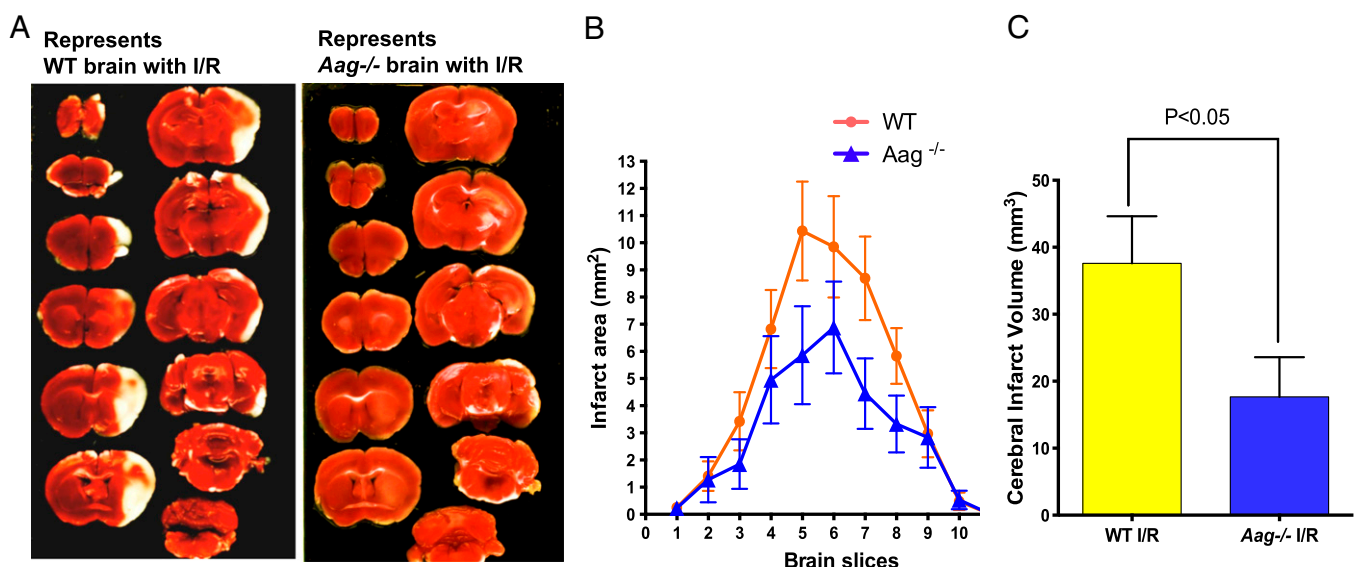 A
Represents
WT brain with I/R
Represents
Aag-/- brain with I/R
B
WT
Aag -/-
Infarct area (mm2)
13
12
11
10
9
8
7
6
5
4
3
2
1
0
0 1 2 3 4 5 6 7 8 9 10
Brain slices
C
P<0.05
Cerebral Infarct Volume (mm3)
50
40
30
20
10
0
WT I/R
Aag-/- I/R